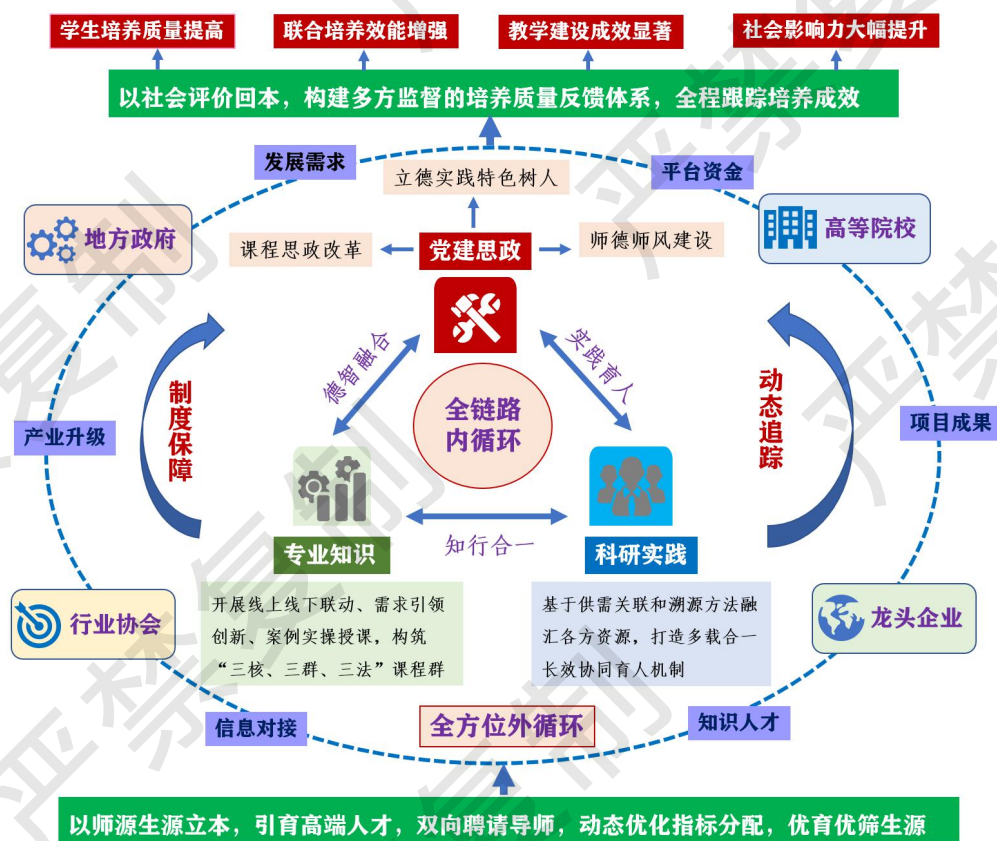 学生培养质量提高
联合培养效能增强
教学建设成效显著
社会影响力大幅提升
以社会评价回本，构建多方监督的培养质量反馈体系，全程跟踪培养成效
发展需求
平台资金
立德实践特色树人
地方政府
高等院校
课程思政改革
党建思政
师德师风建设
德智融合
实践育人
制度保障
全链路
内循环
动态追踪
产业升级
项目成果
知行合一
专业知识
科研实践
行业协会
龙头企业
开展线上线下联动、需求引领
创新、案例实操授课，构筑
“三核、三群、三法”课程群
基于供需关联和溯源方法融
汇各方资源，打造多载合一
长效协同育人机制
信息对接
全方位外循环
知识人才
以师源生源立本，引育高端人才，双向聘请导师，动态优化指标分配，优育优筛生源
严禁复制
严禁复制
严禁复制